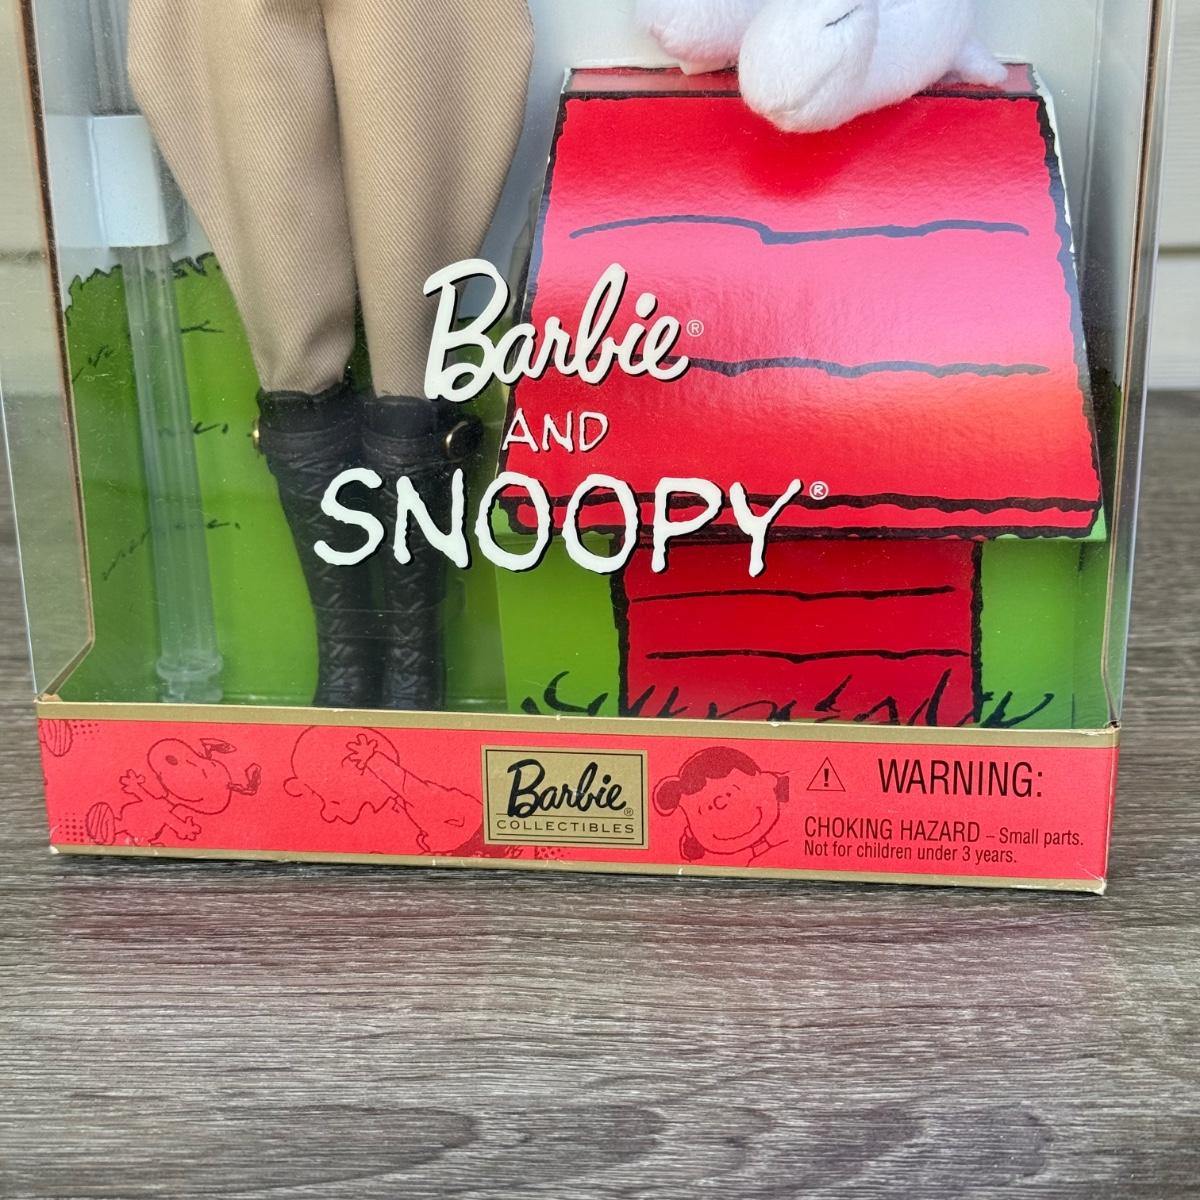 Barbie®
AND
SNOOPY®
Barbie®
COLLECTIBLES
WARNING:
CHOKING HAZARD – Small parts.
Not for children under 3 years.